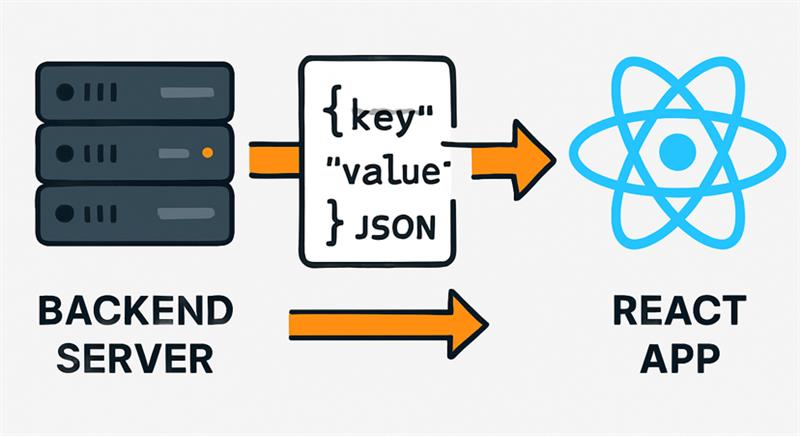 {key"
"value-
} JSON
BACKEND
SERVER
REACT
APP